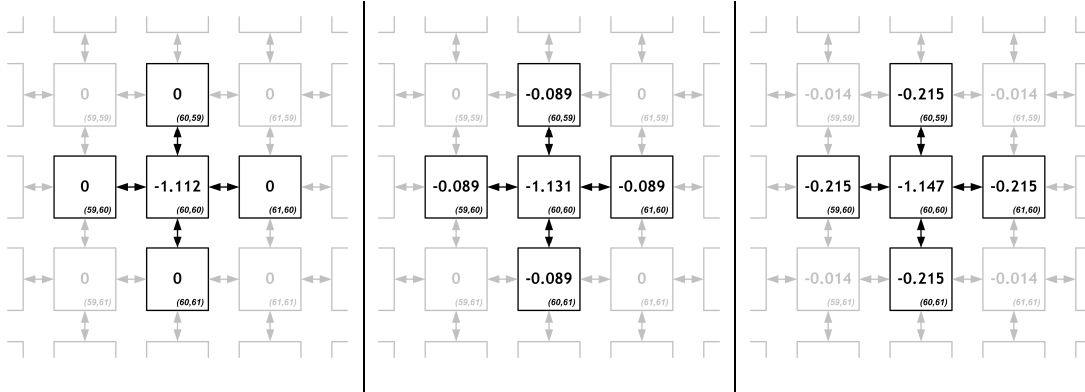 0 0 0
(59,59) (60,59) (61,59)
0 -1.112 0
(59,60) (60,60) (61,60)
0 0 0
(59,61) (60,61) (61,61)
0 -0.089 0
(59,59) (60,59) (61,59)
-0.089 -1.131 -0.089
(59,60) (60,60) (61,60)
0 -0.089 0
(59,61) (60,61) (61,61)
-0.014 -0.215 -0.014
(59,59) (60,59) (61,59)
-0.215 -1.147 -0.215
(59,60) (60,60) (61,60)
-0.014 -0.215 -0.014
(59,61) (60,61) (61,61)